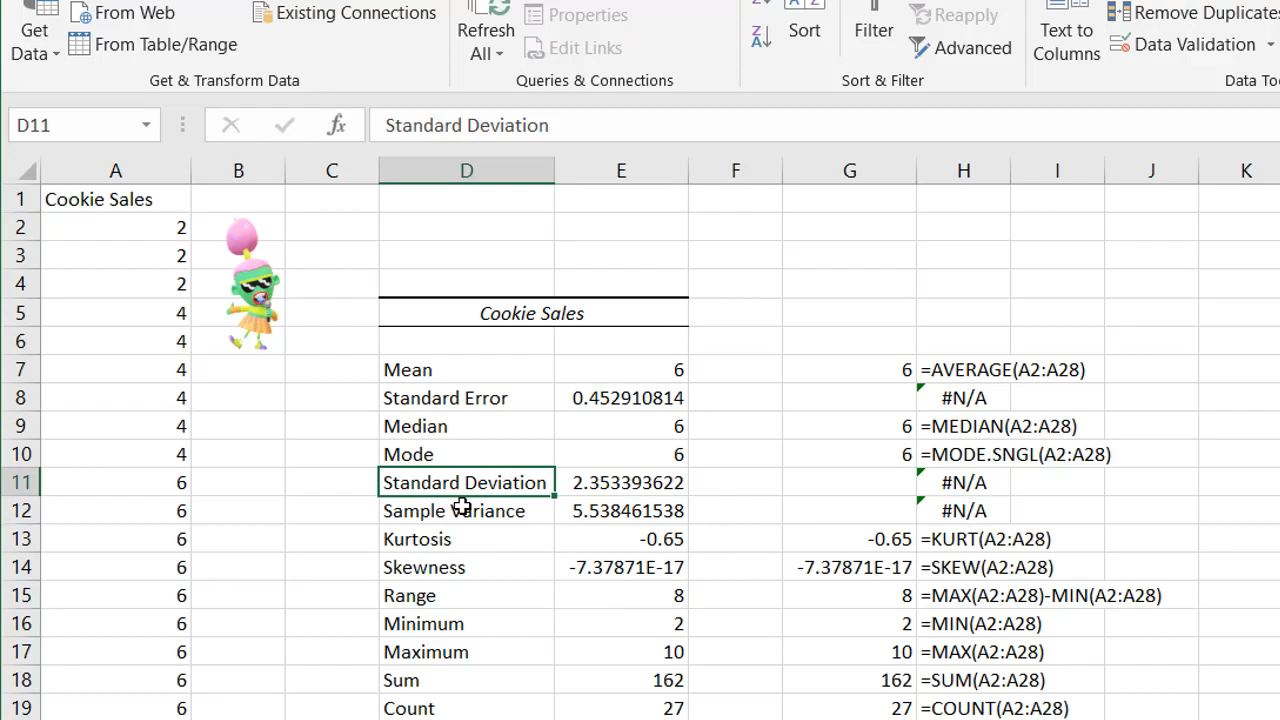 From Web
Existing Connections
Properties
Reapply
Remove Duplicate
Get
Data
From Table/Range
Refresh
All
Edit Links
Sort
Filter
Advanced
Text to
Columns
Data Validation
Get & Transform Data
Queries & Connections
Sort & Filter
Data To
D11
fx
Standard Deviation
A B C D E F G H I J K
1 Cookie Sales
2 2
3 2
4 2
5 4 Cookie Sales
6 4
7 4 Mean 6 6 =AVERAGE(A2:A28)
8 4 Standard Error 0.452910814 #N/A
9 4 Median 6 6 =MEDIAN(A2:A28)
10 4 Mode 6 6 =MODE.SNGL(A2:A28)
11 6 Standard Deviation 2.353393622 #N/A
12 6 Sample Variance 5.538461538 #N/A
13 6 Kurtosis -0.65 -0.65 =KURT(A2:A28)
14 6 Skewness -7.37871E-17 -7.37871E-17 =SKEW(A2:A28)
15 6 Range 8 8 =MAX(A2:A28)-MIN(A2:A28)
16 6 Minimum 2 2 =MIN(A2:A28)
17 6 Maximum 10 10 =MAX(A2:A28)
18 6 Sum 162 162 =SUM(A2:A28)
19 6 Count 27 27 =COUNT(A2:A28)